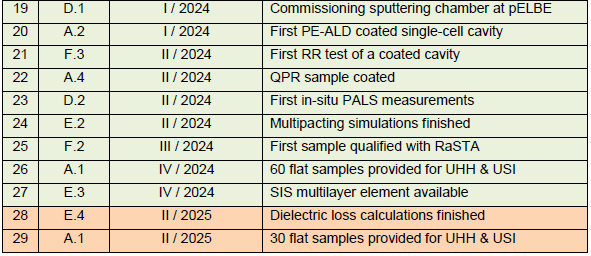 19 D.1 I / 2024 Commissioning sputtering chamber at pELBE
20 A.2 I / 2024 First PE-ALD coated single-cell cavity
21 F.3 II / 2024 First RR test of a coated cavity
22 A.4 II / 2024 QPR sample coated
23 D.2 II / 2024 First in-situ PALS measurements
24 E.2 II / 2024 Multipacting simulations finished
25 F.2 III / 2024 First sample qualified with RaSTA
26 A.1 IV / 2024 60 flat samples provided for UHH & USI
27 E.3 IV / 2024 SIS multilayer element available
28 E.4 II / 2025 Dielectric loss calculations finished
29 A.1 II / 2025 30 flat samples provided for UHH & USI